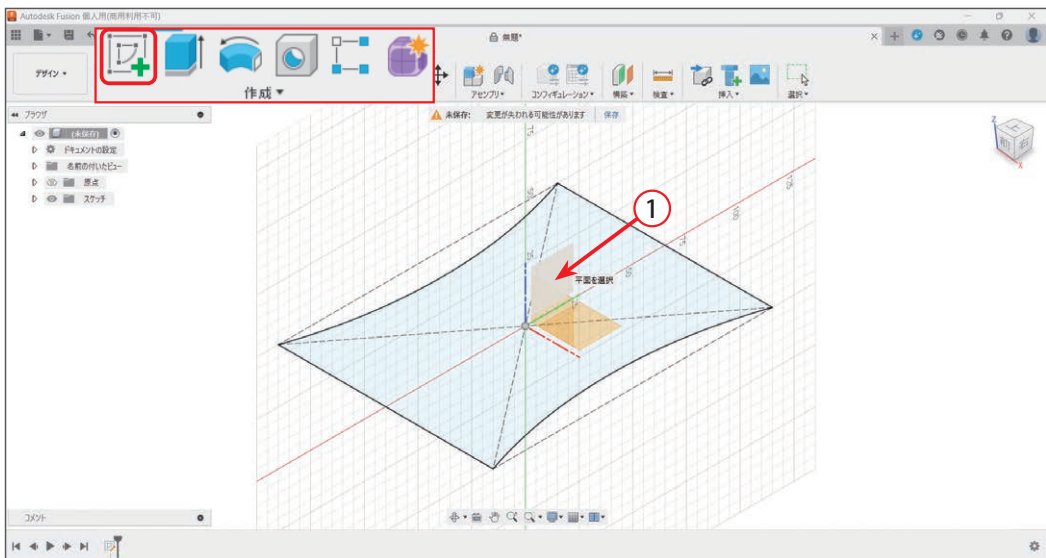 Autodesk Fusion 個人用(商用利用不可)
無題*
デザイン
作成
アセンブリ
コンフィギュレーション
構築
検査
挿入
選択
ブラウザ
未保存: 変更が失われる可能性があります 保存
(未保存)
ドキュメントの設定
名前の付いたビュー
原点
スケッチ
1
平面を選択
Z
X
上
前
右
コメント